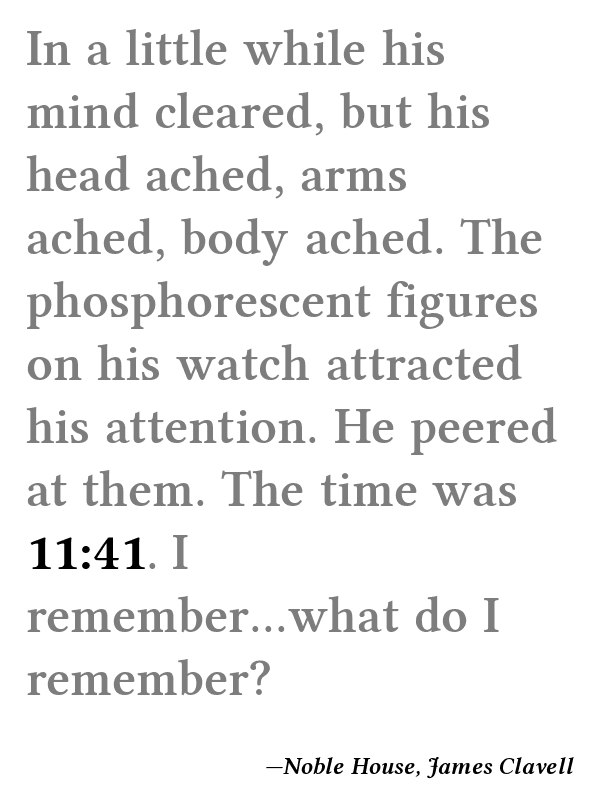 In a little while his
mind cleared, but his
head ached, arms
ached, body ached. The
phosphorescent figures
on his watch attracted
his attention. He peered
at them. The time was
11:41. I
remember...what do I
remember?
—Noble House, James Clavell